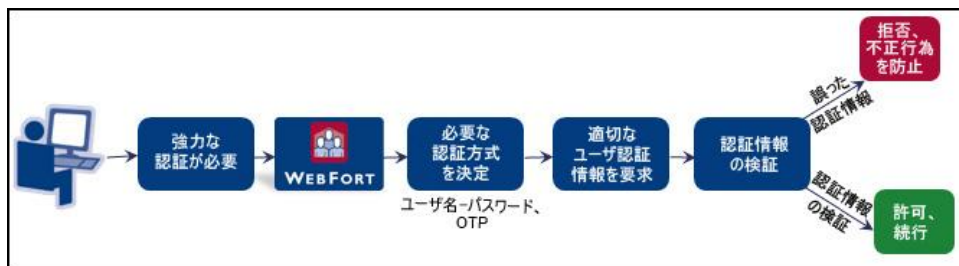 強力な
認証が必要
WEBFORT
必要な
認証方式
を決定
ユーザ名-パスワード、
OTP
適切な
ユーザ認証
情報を要求
認証情報
の検証
誤った
認証情報
拒否、
不正行為
を防止
認証情報
の検証
許可、
続行